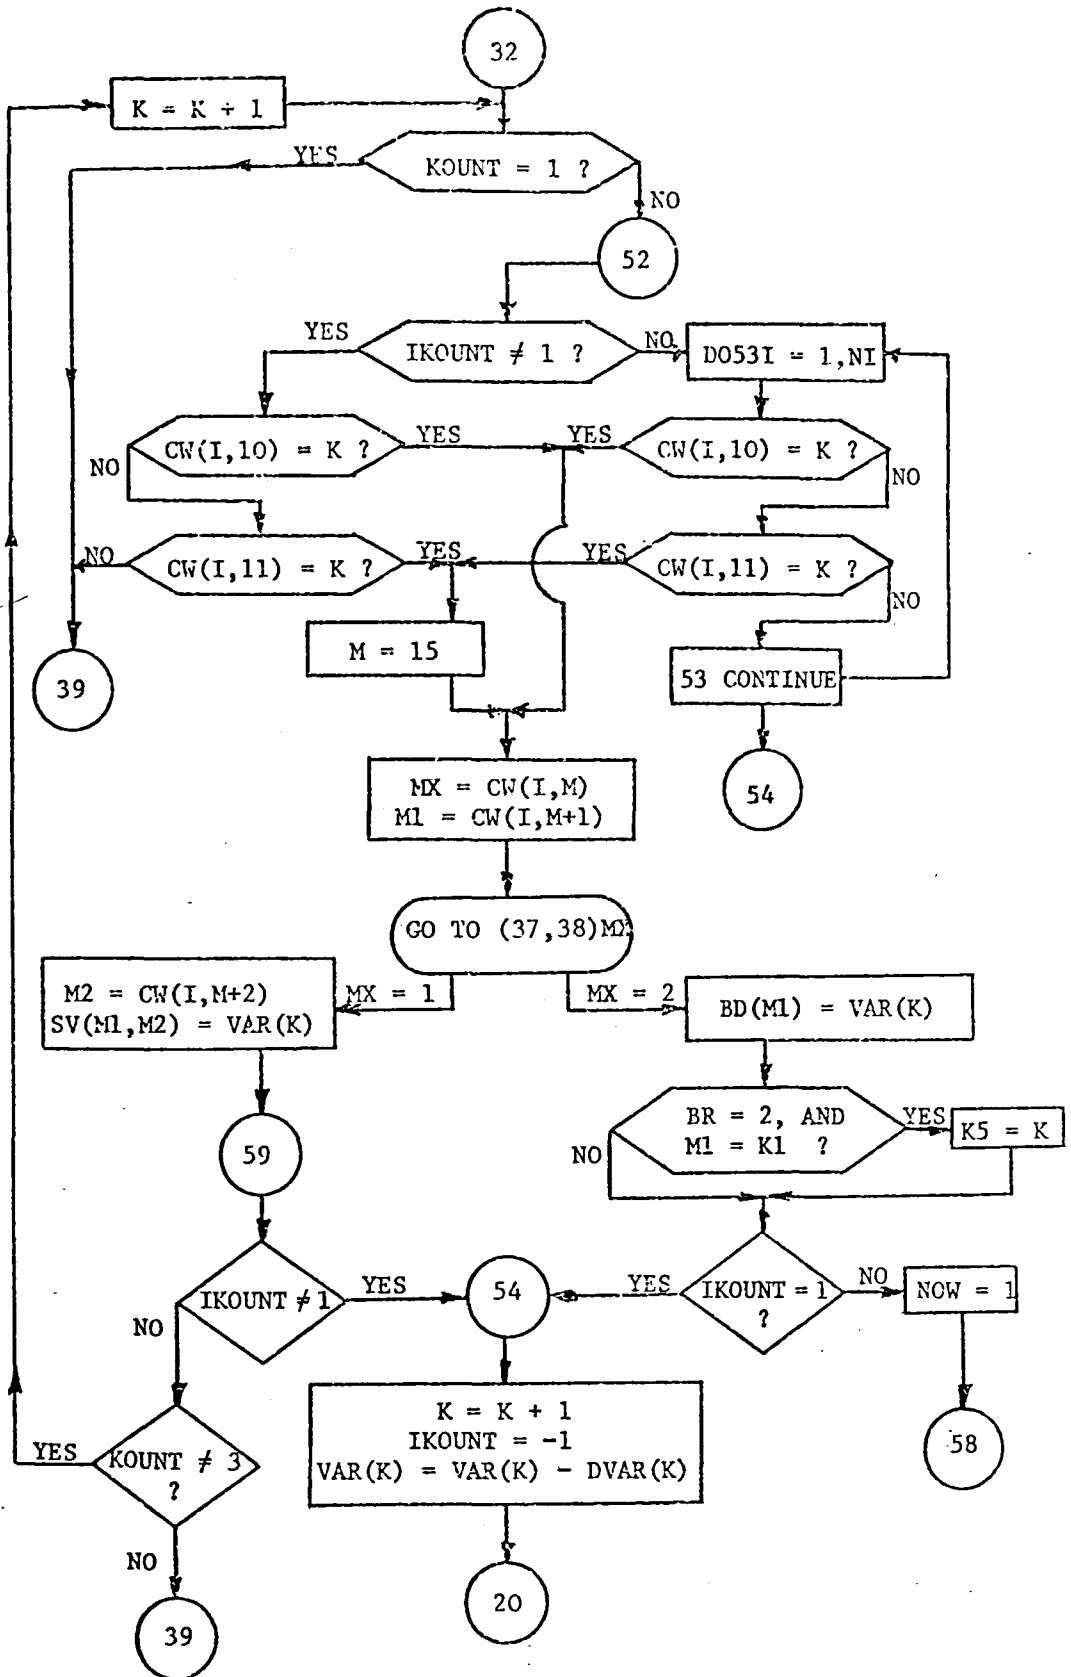 32
K = K + 1
YES
KOUNT = 1 ?
NO
52
YES
IKOUNT ≠ 1 ?
NO
DO53I = 1,NI
CW(I,10) = K ?
YES
YES
CW(I,10) = K ?
NO
NO
NO
CW(I,11) = K ?
YES
YES
CW(I,11) = K ?
NO
M = 15
53 CONTINUE
39
54
MX = CW(I,M)
M1 = CW(I,M+1)
GO TO (37,38)MX
M2 = CW(I,M+2)
SV(M1,M2) = VAR(K)
MX = 1
MX = 2
BD(M1) = VAR(K)
BR = 2, AND
M1 = K1 ?
YES
K5 = K
NO
59
IKOUNT ≠ 1
YES
54
YES
IKOUNT = 1
?
NO
NOW = 1
NO
K = K + 1
IKOUNT = -1
VAR(K) = VAR(K) - DVAR(K)
58
YES
KOUNT ≠ 3
?
NO
20
39